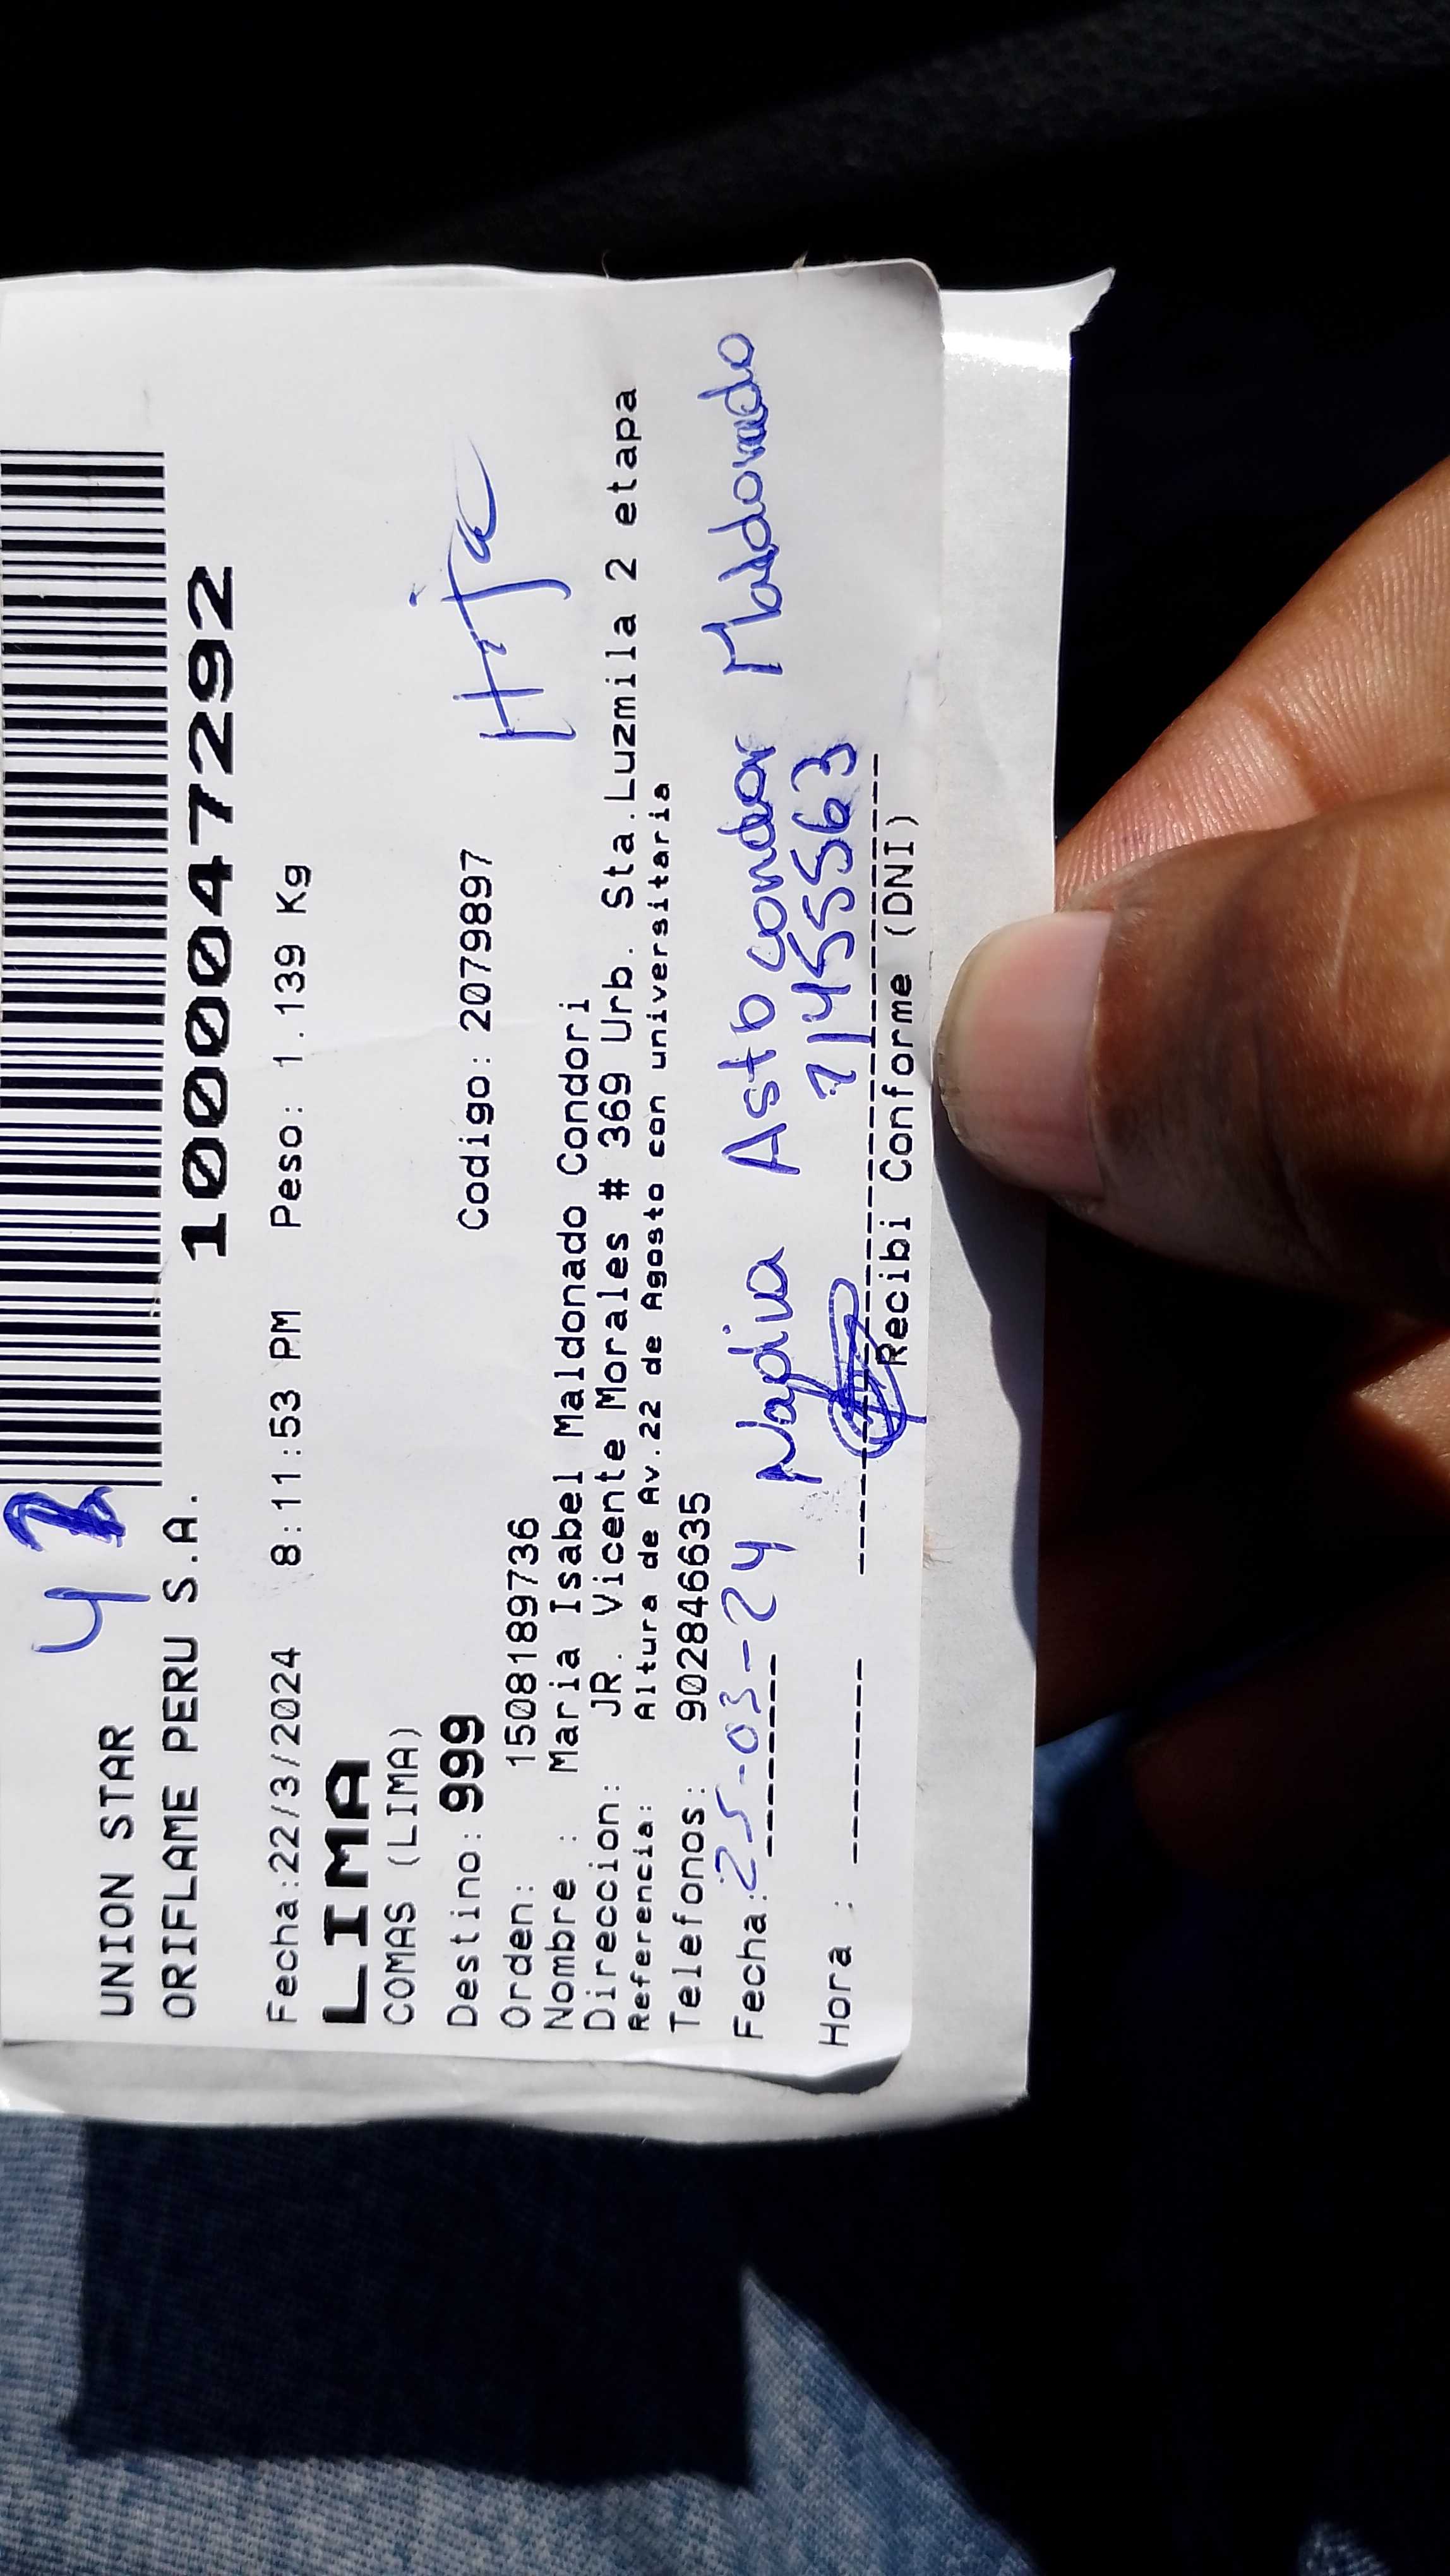 UNION STAR 4
ORIFLAME PERU S.A. 1000047292
Fecha:22/3/2024 8:11:53 PM Peso: 1.139 Kg
LIMA
COMAS (LIMA)
Destino: 999 Codigo: 2079897 Hija
Orden: 1508189736
Nombre : Maria Isabel Maldonado Condori
Direccion: JR. Vicente Morales # 369 Urb. Sta.Luzmila 2 etapa
Referencia: Altura de Av.22 de Agosto con universitaria
Telefonos: 902846635
Fecha: 25-03-24 Nadiva Asto Condor Maldonado
71455563
Hora :
Recibi Conforme (DNI)